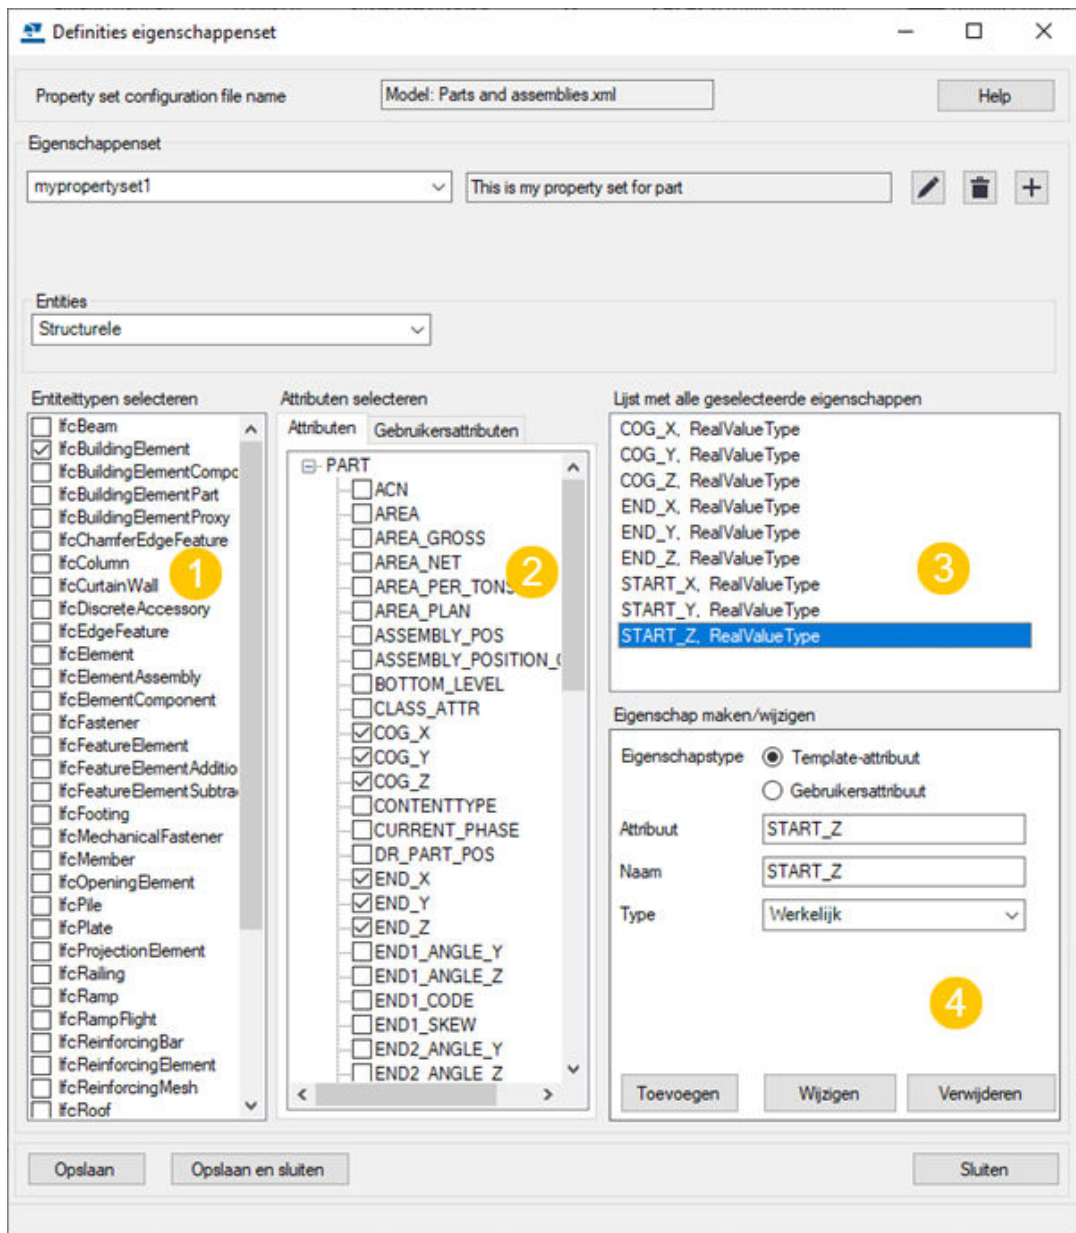 Definities eigenschappenset
Property set configuration file name
Model: Parts and assemblies.xml
Help
Eigenschappenset
mypropertyset1
This is my property set for part
Entities
Structurele
Entiteittypen selecteren
IfcBeam
IfcBuildingElement
IfcBuildingElementCompo
IfcBuildingElementPart
IfcBuildingElementProxy
IfcChamferEdgeFeature
IfcColumn
IfcCurtainWall
IfcDiscreteAccessory
IfcEdgeFeature
IfcElement
IfcElementAssembly
IfcElementComponent
IfcFastener
IfcFeatureElement
IfcFeatureElementAdditio
IfcFeatureElementSubtra
IfcFooting
IfcMechanicalFastener
IfcMember
IfcOpeningElement
IfcPile
IfcPlate
IfcProjectionElement
IfcRailing
IfcRamp
IfcRampFlight
IfcReinforcingBar
IfcReinforcingElement
IfcReinforcingMesh
IfcRoof
1
Attributen selecteren
Attributen
Gebruikersattributen
PART
ACN
AREA
AREA_GROSS
AREA_NET
AREA_PER_TONS
AREA_PLAN
ASSEMBLY_POS
ASSEMBLY_POSITION_(
BOTTOM_LEVEL
CLASS_ATTR
COG_X
COG_Y
COG_Z
CONTENTTYPE
CURRENT_PHASE
DR_PART_POS
END_X
END_Y
END_Z
END1_ANGLE_Y
END1_ANGLE_Z
END1_CODE
END1_SKEW
END2_ANGLE_Y
END2_ANGLE_Z
2
Lijst met alle geselecteerde eigenschappen
COG_X, RealValueType
COG_Y, RealValueType
COG_Z, RealValueType
END_X, RealValueType
END_Y, RealValueType
END_Z, RealValueType
START_X, RealValueType
START_Y, RealValueType
START_Z, RealValueType
3
Eigenschap maken/wijzigen
Eigenschapstype
Template-attribuut
Gebruikersattribuut
Attribuut
START_Z
Naam
START_Z
Type
Werkelijk
4
Toevoegen
Wijzigen
Verwijderen
Opslaan
Opslaan en sluiten
Sluiten